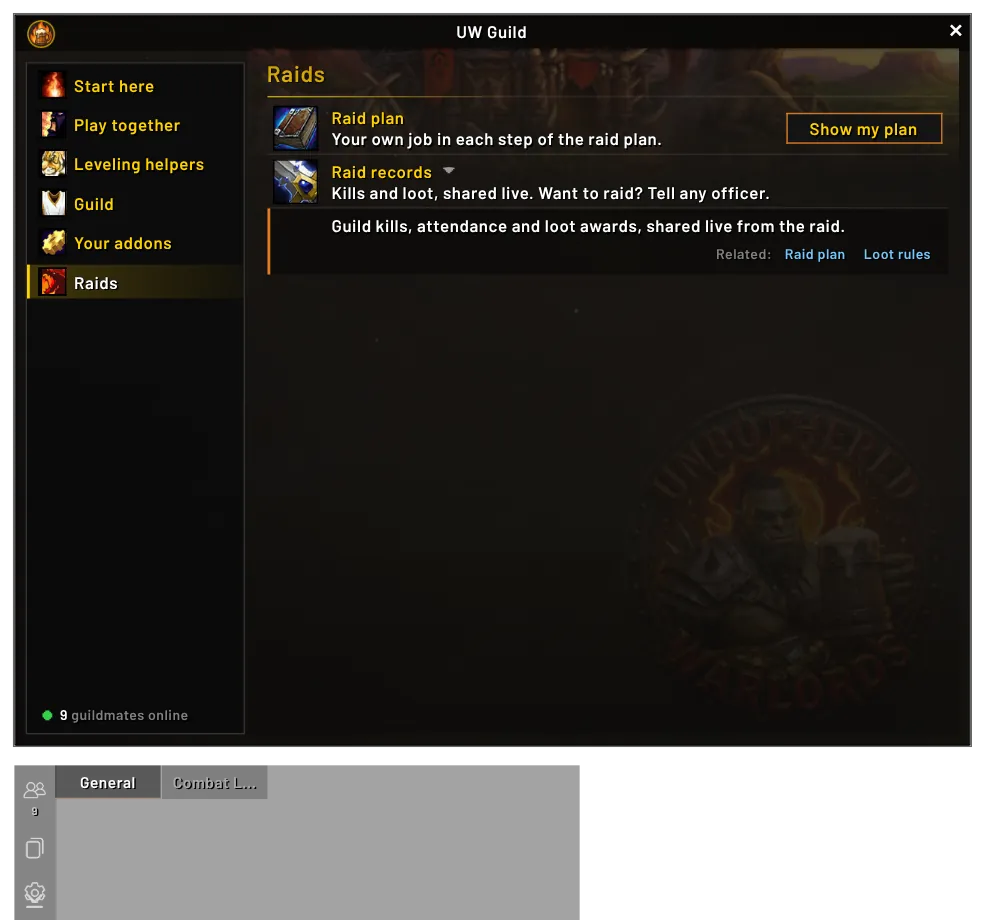 UW Guild
Raids
Start here
Play together
Leveling helpers
Guild
Your addons
Raids
Raid plan
Your own job in each step of the raid plan.
Show my plan
Raid records
Kills and loot, shared live. Want to raid? Tell any officer.
Guild kills, attendance and loot awards, shared live from the raid.
Related: Raid plan Loot rules
9 guildmates online
General
Combat L...
9